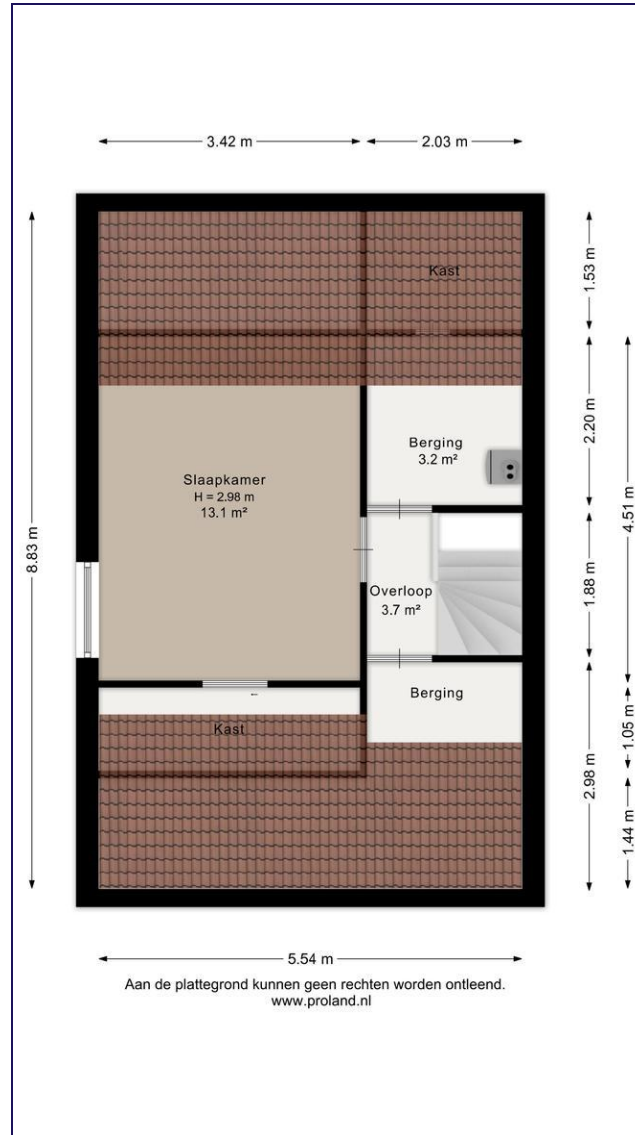 3.42 m
2.03 m
Kast
1.53 m
8.83 m
Slaapkamer
H = 2.98 m
13.1 m²
Berging
3.2 m²
2.20 m
4.51 m
Overloop
3.7 m²
1.88 m
Berging
Kast
1.05 m
2.98 m
1.44 m
5.54 m
Aan de plattegrond kunnen geen rechten worden ontleend.
www.proland.nl